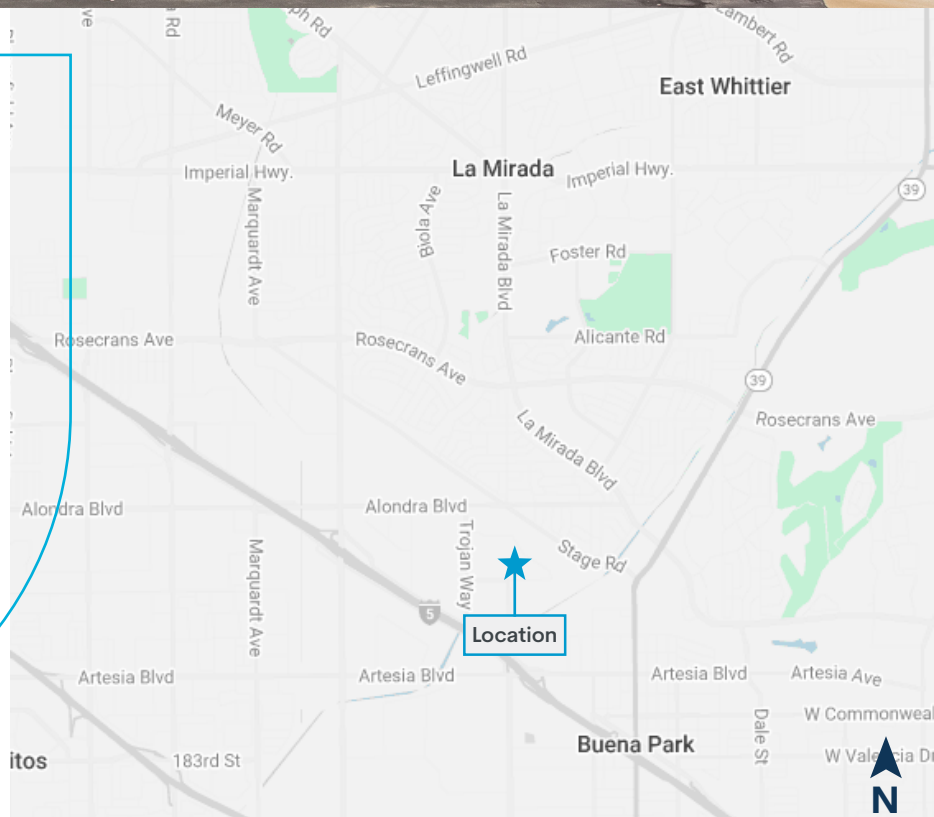 Lambert Rd
Leffingwell Rd
East Whittier
Meyer Rd
La Mirada
Imperial Hwy.
Imperial Hwy.
39
Marquardt Ave
Biola Ave
La Mirada Blvd
Foster Rd
Rosecrans Ave
Rosecrans Ave
Alicante Rd
39
Rosecrans Ave
La Mirada Blvd
Alondra Blvd
Alondra Blvd
Trojan Way
Stage Rd
Marquardt Ave
5
Location
Artesia Blvd
Artesia Blvd
Artesia Blvd
Artesia Ave
W Commonweal
Dale St
Buena Park
itos
183rd St
N